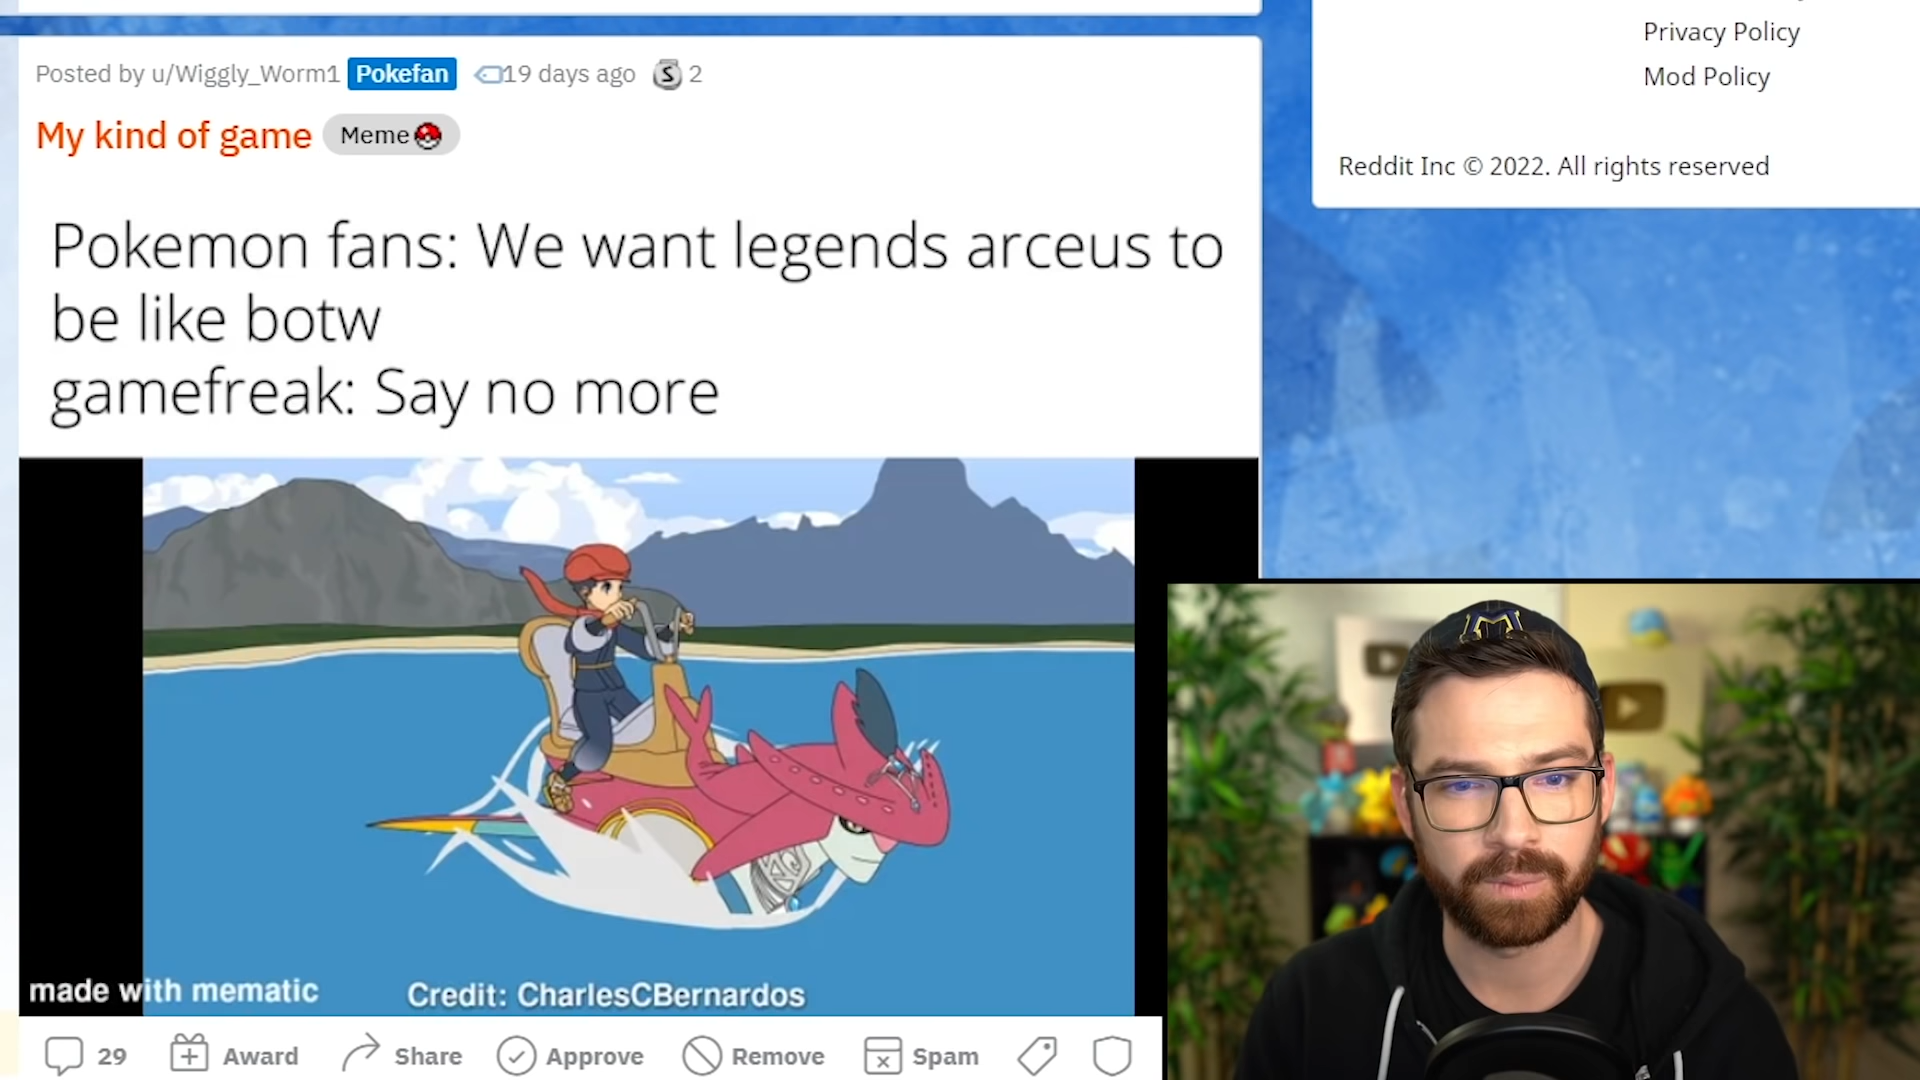 Privacy Policy
Mod Policy
Reddit Inc © 2022. All rights reserved
Posted by u/Wiggly_Worm1 Pokefan 19 days ago S 2
My kind of game Meme
Pokemon fans: We want legends arceus to
be like botw
gamefreak: Say no more
made with mematic
Credit: CharlesCBernardos
29 Award Share Approve Remove Spam
M